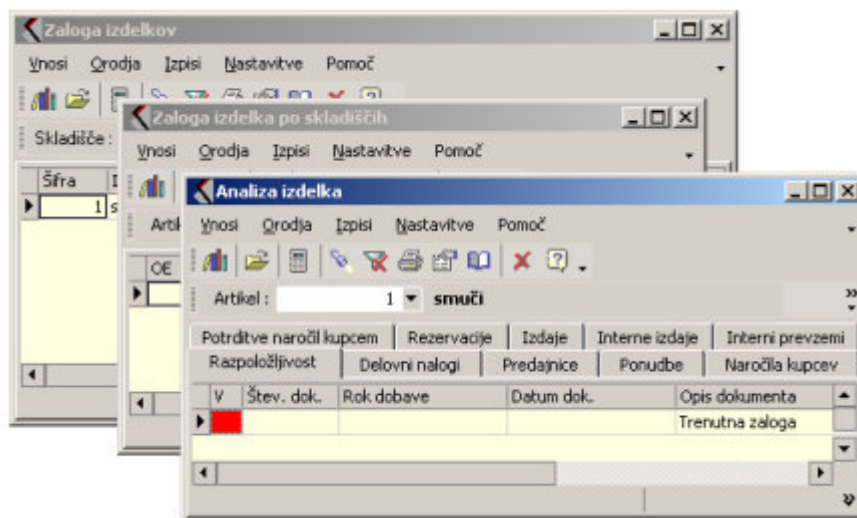 Zaloga izdelkov
Vnosi Orodja Izpisi Nastavitve Pomoč
Skladišče :
Šifra
1 s
Zaloga izdelka po skladiščih
Vnosi Orodja Izpisi Nastavitve Pomoč
OE
Analiza izdelka
Vnosi Orodja Izpisi Nastavitve Pomoč
Artikel : 1 smuči
Potrditve naročil kupcem Rezervacije Izdaje Interne izdaje Interni prevzemi
Razpoložljivost Delovni nalogi Predajnice Ponudbe Naročila kupcev
V Štev. dok. Rok dobave Datum dok. Opis dokumenta
Trenutna zaloga